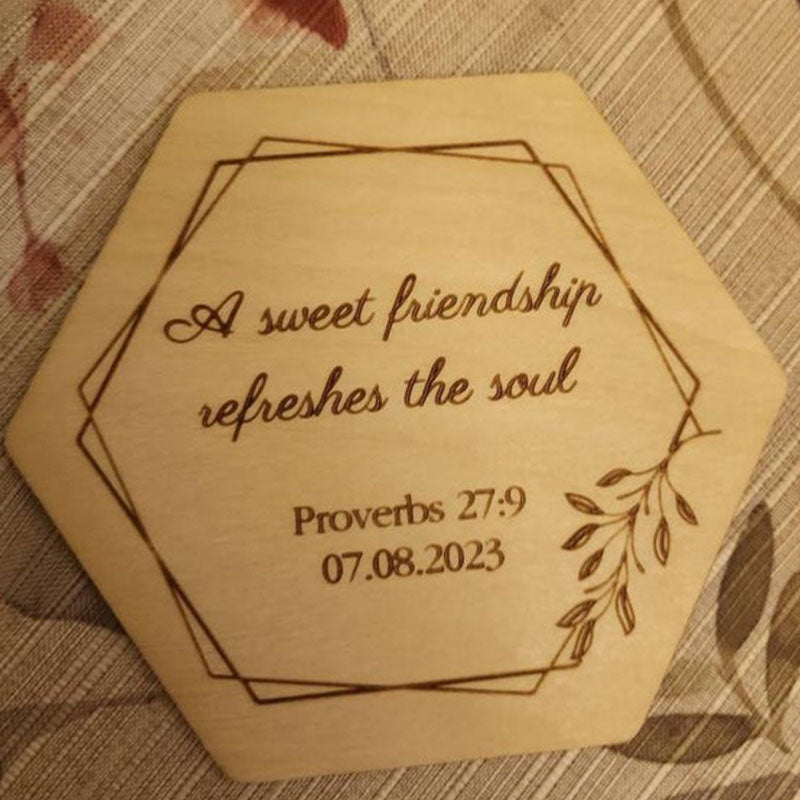 A sweet friendship
refreshes the soul
Proverbs 27:9
07.08.2023